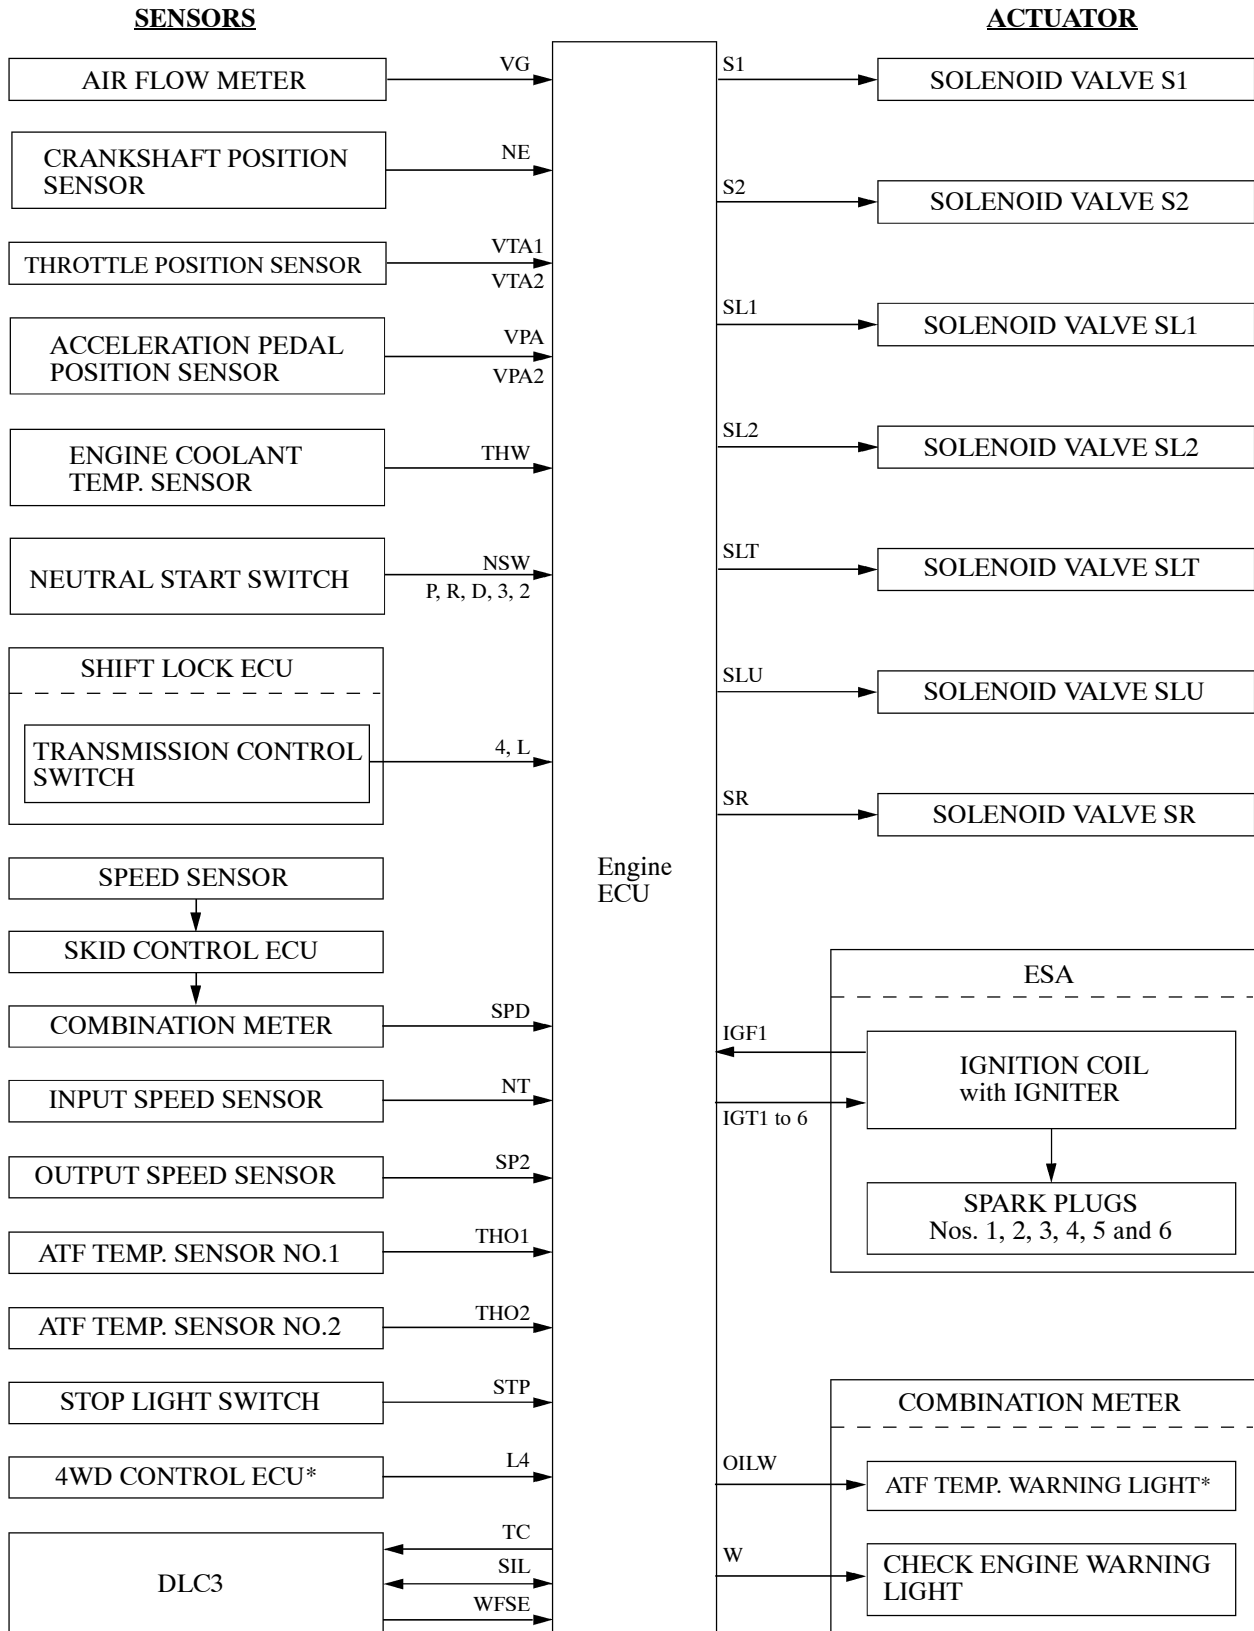 SENSORS
AIR FLOW METER
VG
CRANKSHAFT POSITION
SENSOR
NE
THROTTLE POSITION SENSOR
VTA1
VTA2
ACCELERATION PEDAL
POSITION SENSOR
VPA
VPA2
ENGINE COOLANT
TEMP. SENSOR
THW
NEUTRAL START SWITCH
NSW
P, R, D, 3, 2
SHIFT LOCK ECU
TRANSMISSION CONTROL
SWITCH
4, L
SPEED SENSOR
SKID CONTROL ECU
COMBINATION METER
SPD
INPUT SPEED SENSOR
NT
OUTPUT SPEED SENSOR
SP2
ATF TEMP. SENSOR NO.1
THO1
ATF TEMP. SENSOR NO.2
THO2
STOP LIGHT SWITCH
STP
4WD CONTROL ECU*
L4
DLC3
TC
SIL
WFSE
Engine
ECU
ACTUATOR
S1
SOLENOID VALVE S1
S2
SOLENOID VALVE S2
SL1
SOLENOID VALVE SL1
SL2
SOLENOID VALVE SL2
SLT
SOLENOID VALVE SLT
SLU
SOLENOID VALVE SLU
SR
SOLENOID VALVE SR
ESA
IGF1
IGT1 to 6
IGNITION COIL
with IGNITER
SPARK PLUGS
Nos. 1, 2, 3, 4, 5 and 6
COMBINATION METER
OILW
ATF TEMP. WARNING LIGHT*
W
CHECK ENGINE WARNING
LIGHT